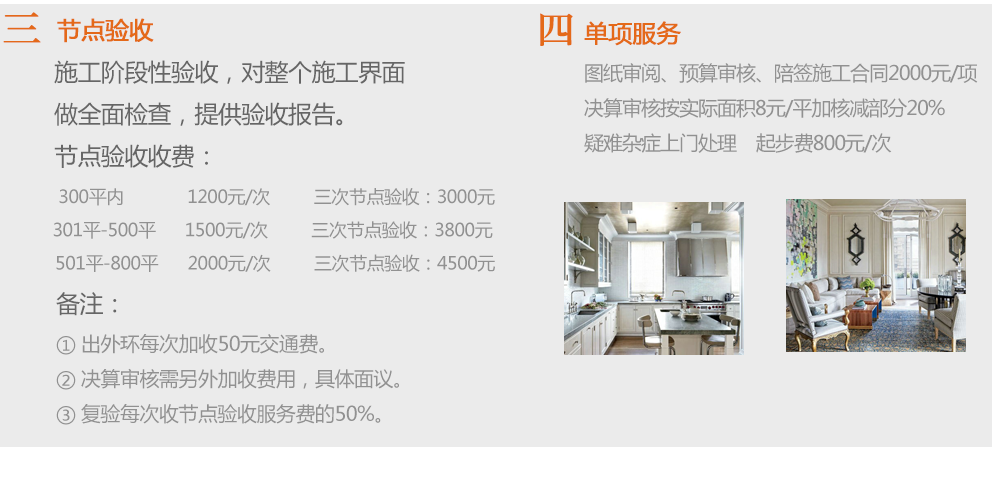 三 节点验收
施工阶段性验收，对整个施工界面
做全面检查，提供验收报告。
节点验收收费：
300平内 1200元/次 三次节点验收：3000元
301平-500平 1500元/次 三次节点验收：3800元
501平-800平 2000元/次 三次节点验收：4500元
备注：
① 出外环每次加收50元交通费。
② 决算审核需另外加收费用，具体面议。
③ 复验每次收节点验收服务费的50%。
四 单项服务
图纸审阅、预算审核、陪签施工合同2000元/项
决算审核按实际面积8元/平加核减部分20%
疑难杂症上门处理 起步费800元/次